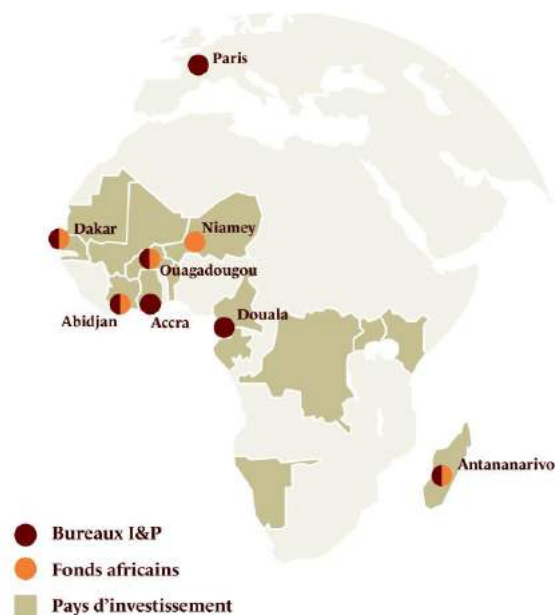 Paris
Dakar
Niamey
Ouagadougou
Abidjan
Accra
Douala
Antananarivo
Bureaux I&P
Fonds africains
Pays d'investissement